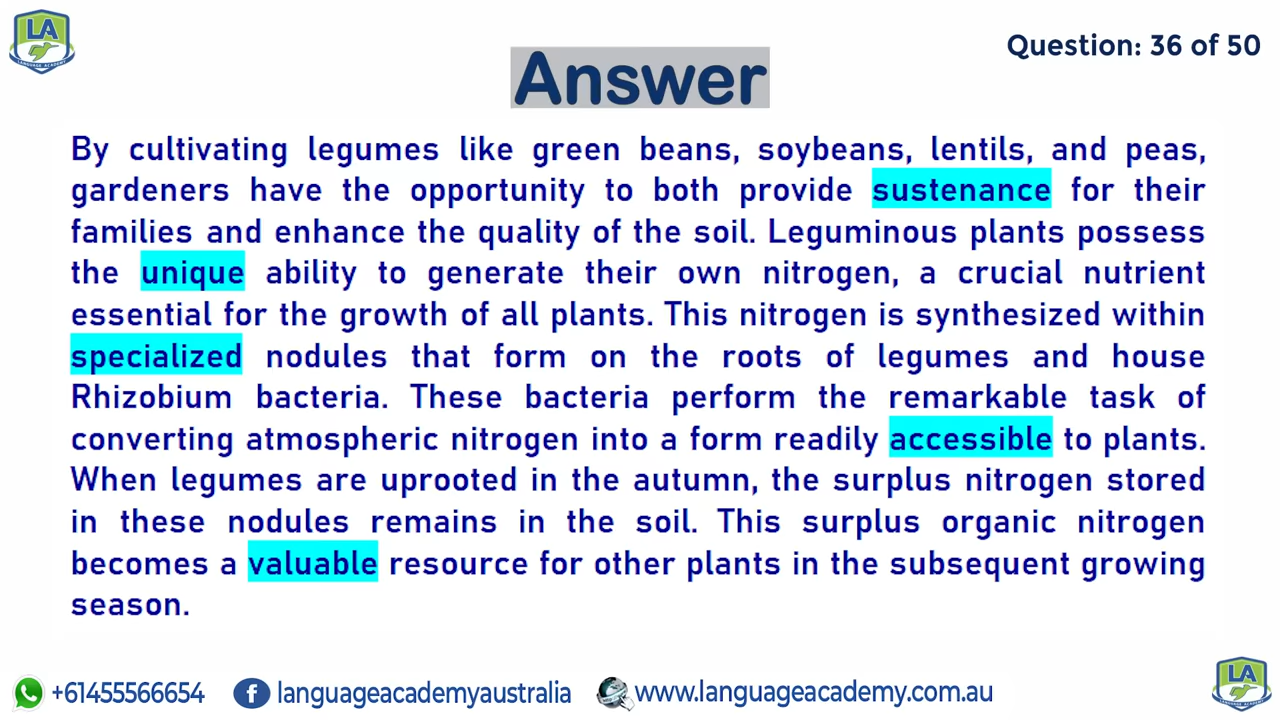 LA
LANGUAGE ACADEMY
Question: 36 of 50
Answer
By cultivating legumes like green beans, soybeans, lentils, and peas,
gardeners have the opportunity to both provide sustenance for their
families and enhance the quality of the soil. Leguminous plants possess
the unique ability to generate their own nitrogen, a crucial nutrient
essential for the growth of all plants. This nitrogen is synthesized within
specialized nodules that form on the roots of legumes and house
Rhizobium bacteria. These bacteria perform the remarkable task of
converting atmospheric nitrogen into a form readily accessible to plants.
When legumes are uprooted in the autumn, the surplus nitrogen stored
in these nodules remains in the soil. This surplus organic nitrogen
becomes a valuable resource for other plants in the subsequent growing
season.
+61455566654
languageacademyaustralia
www.languageacademy.com.au
LA
LANGUAGE ACADEMY